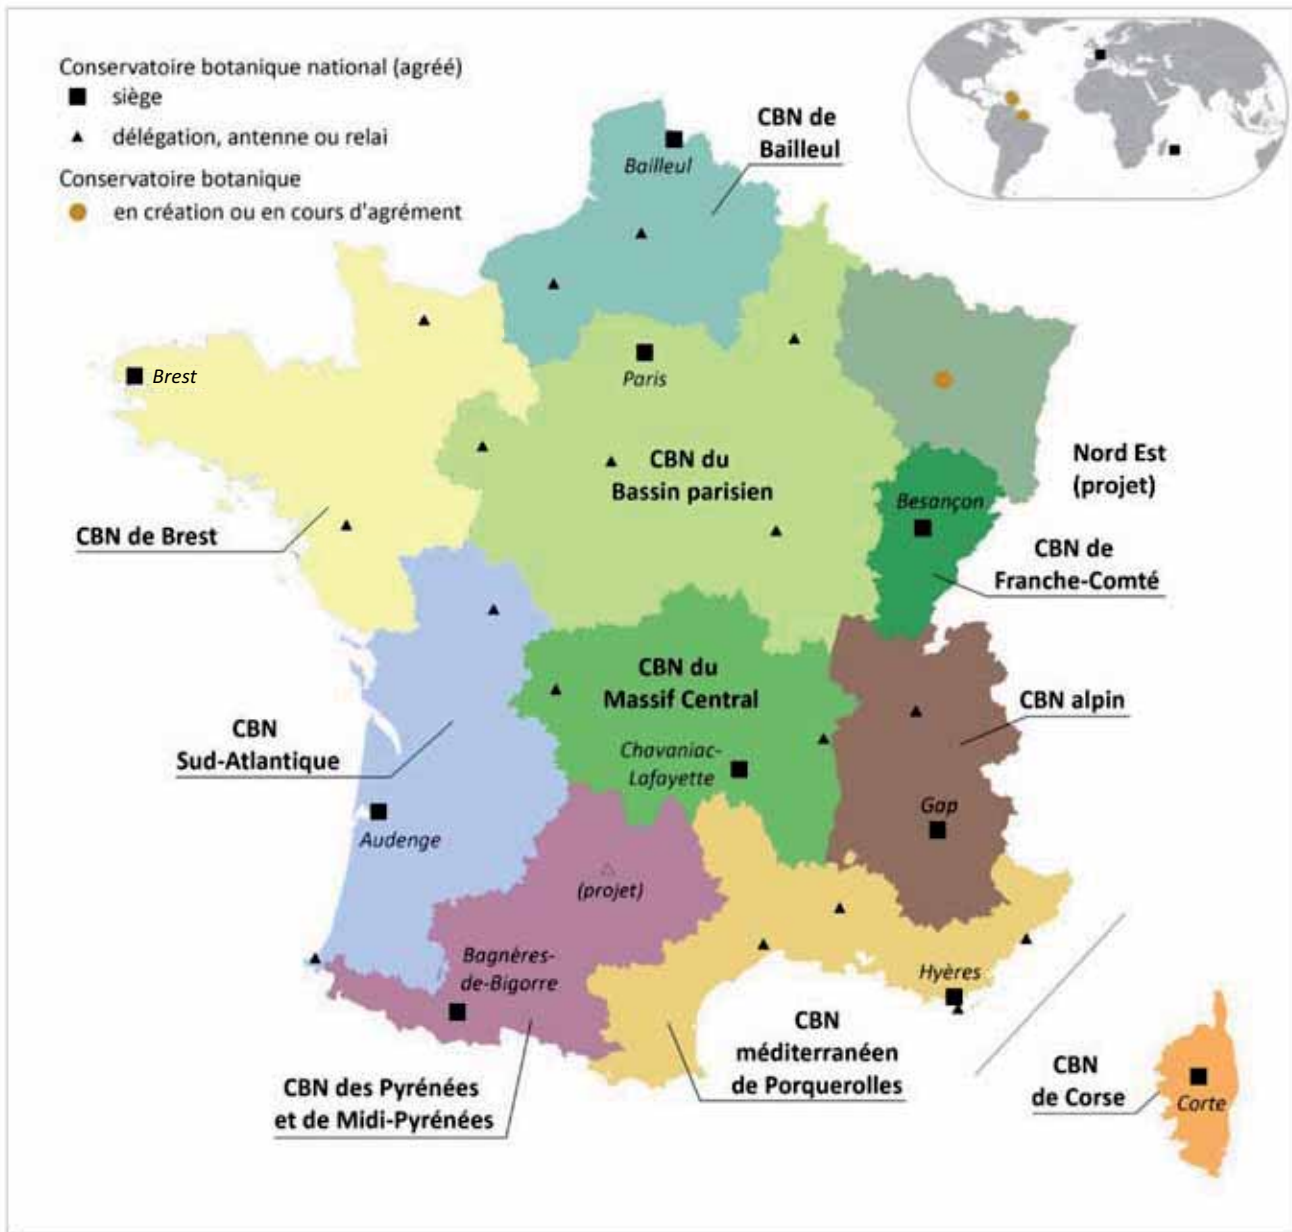 Conservatoire botanique national (agréé)
siège
délégation, antenne ou relai
Conservatoire botanique
en création ou en cours d'agrément
CBN de
Bailleul
Bailleul
Brest
Paris
CBN du
Bassin parisien
Nord Est
(projet)
Besançon
CBN de Brest
CBN de
Franche-Comté
CBN du
Massif Central
CBN alpin
CBN
Sud-Atlantique
Chavaniac-
Lafayette
Gap
Audenge
(projet)
Bagnères-
de-Bigorre
Hyères
CBN
méditerranéen
de Porquerolles
CBN des Pyrénées
et de Midi-Pyrénées
CBN
de Corse
Corte